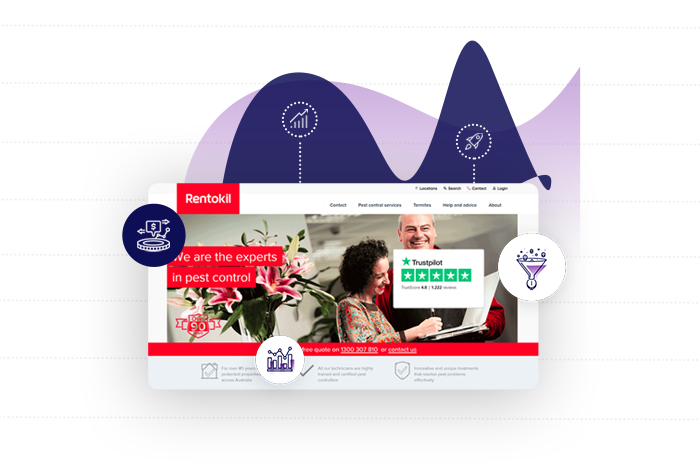 Rentokil
Locations
Search
Contact
Login
Contact
Pest control services
Termites
Help and advice
About
We are the experts
in pest control
Trustpilot
TrustScore 4.8 | 1,222 reviews
90
free quote on 1300 307 810 or contact us
For over 85 years
protected properties
across Australia
All our technicians are highly
trained and certified pest
controllers
Innovative and unique treatments
that resolve pest problems
effectively